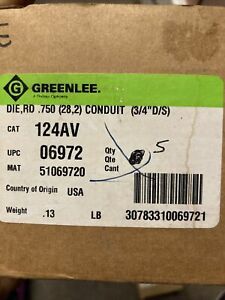 GREENLEE.
A Textron Company
DIE,RD .750 (28,2) CONDUIT (3/4"D/S)
CAT 124AV
UPC 06972
Qty
Qte
Cant
5
MAT 51069720
Country of Origin USA
Weight .13 LB 30783310069721